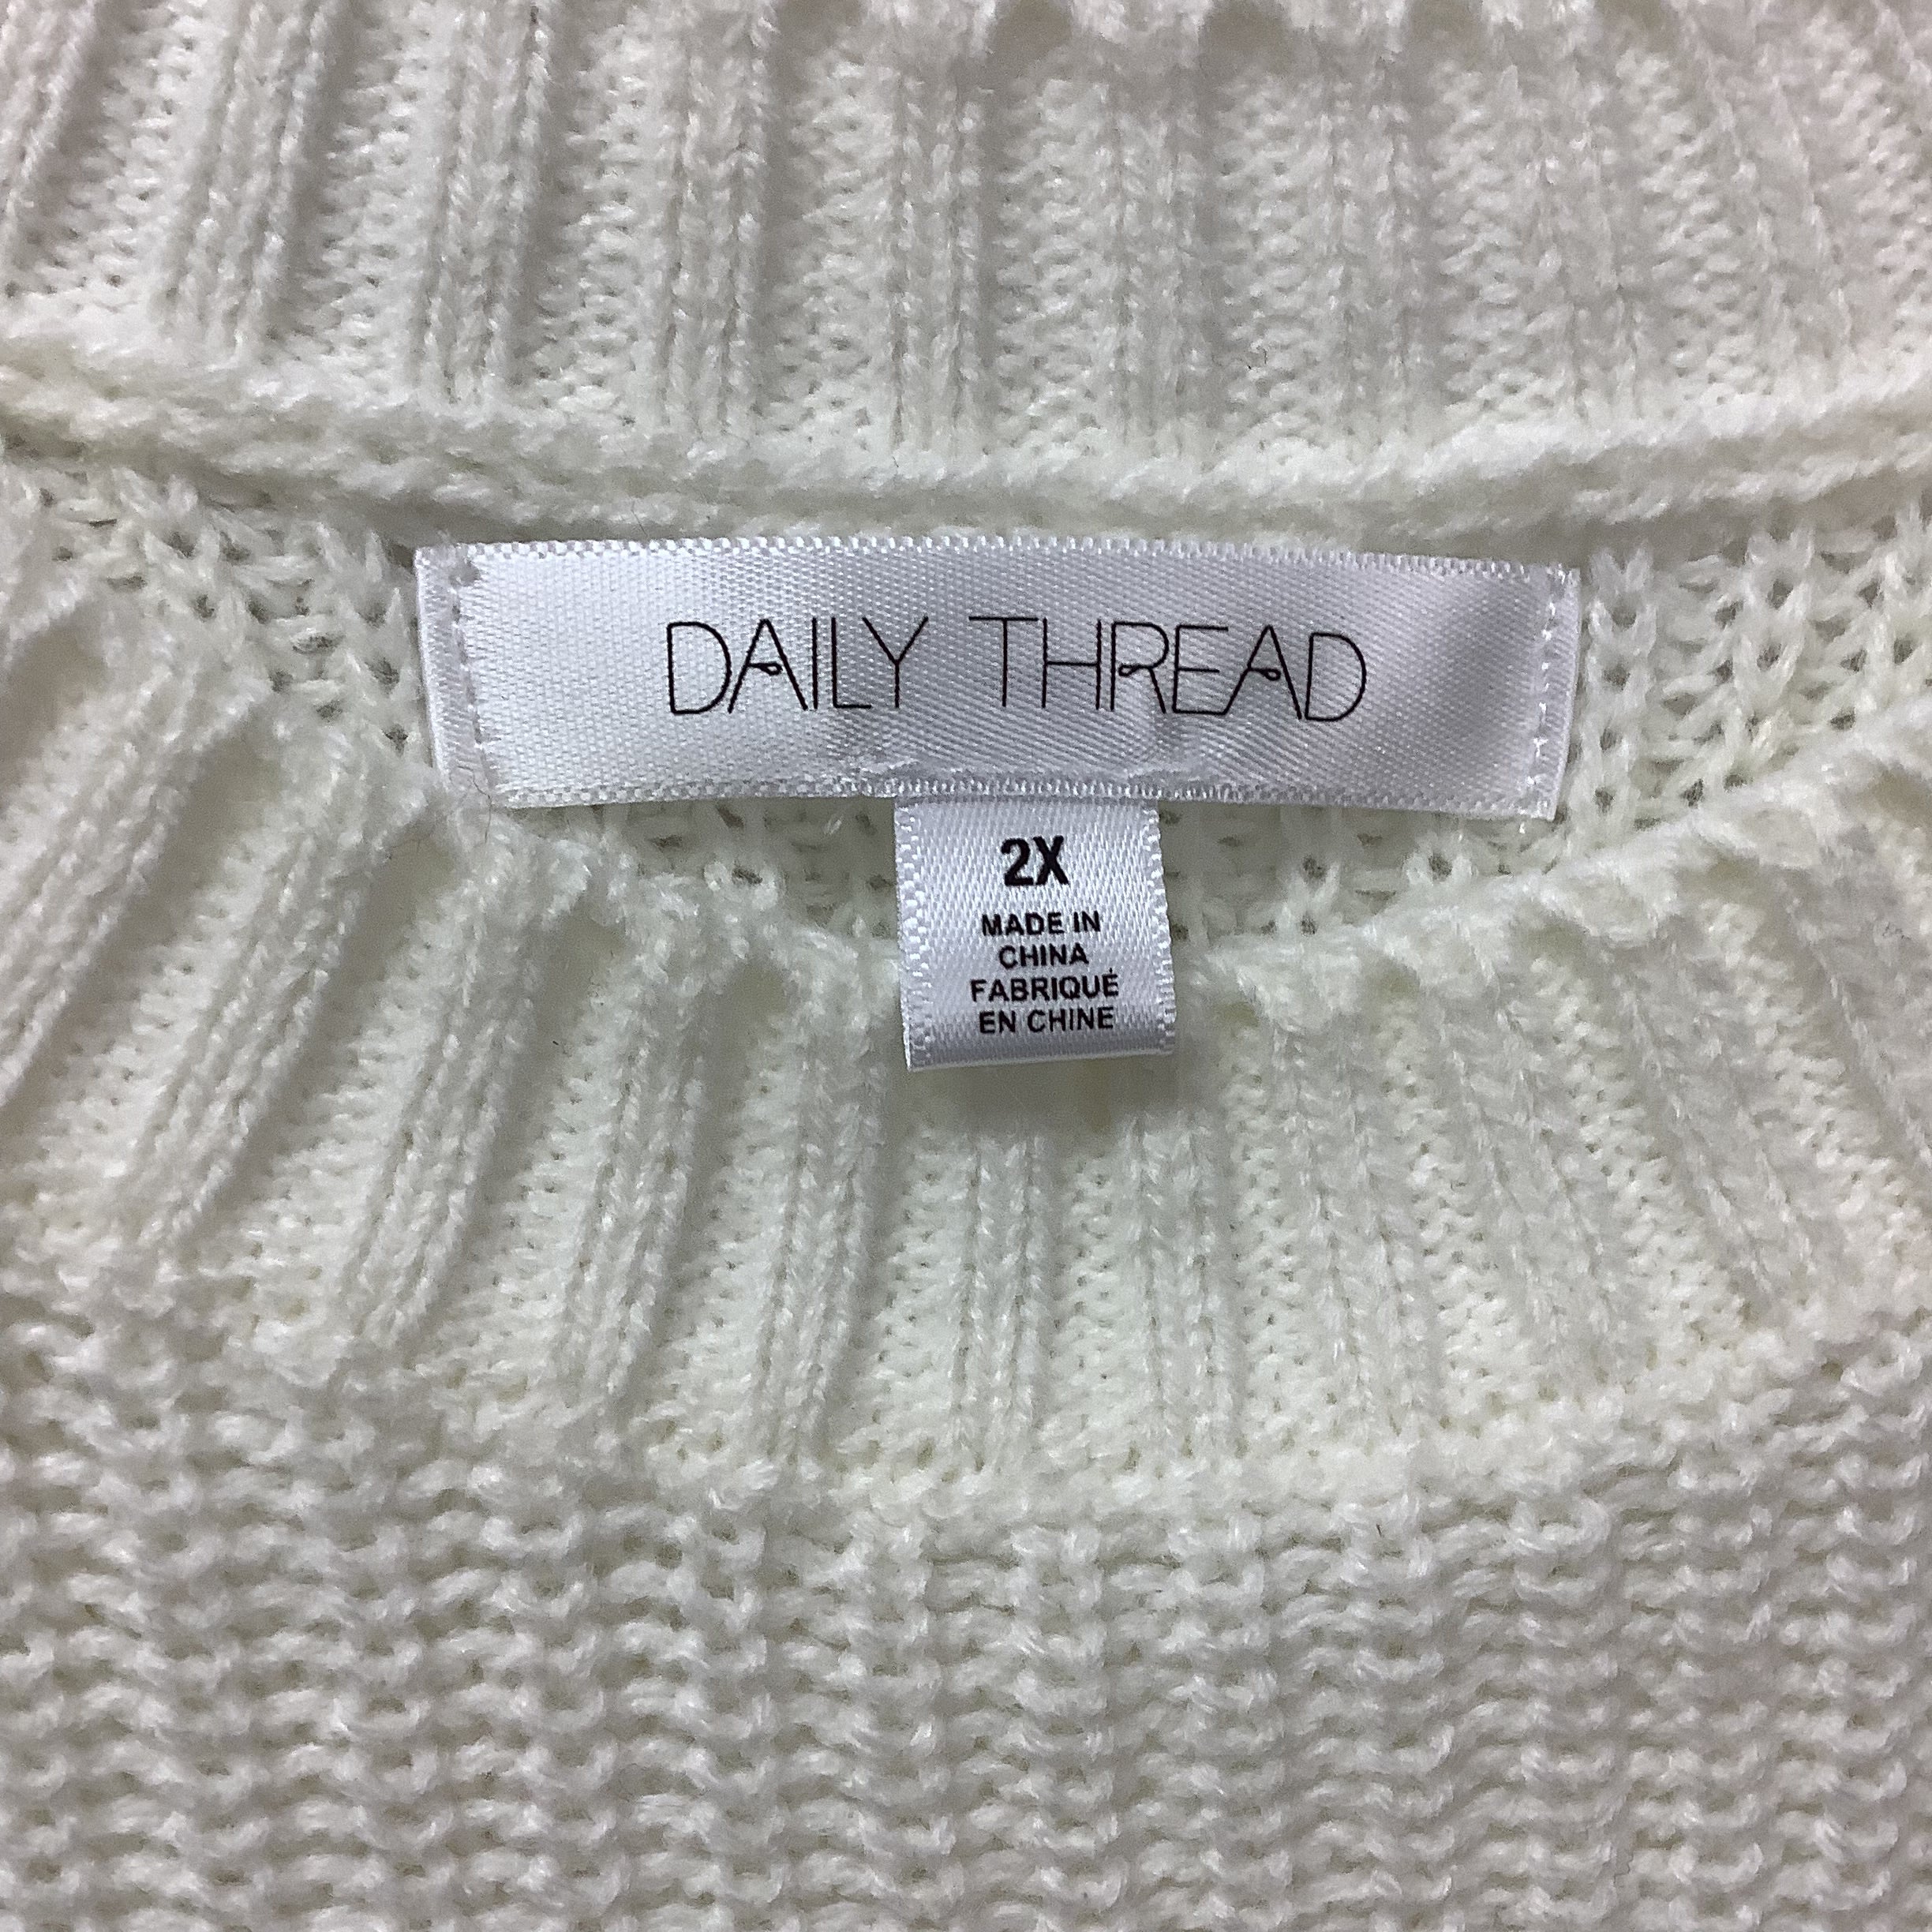 DAILY THREAD
2X
MADE IN
CHINA
FABRIQUÉ
EN CHINE